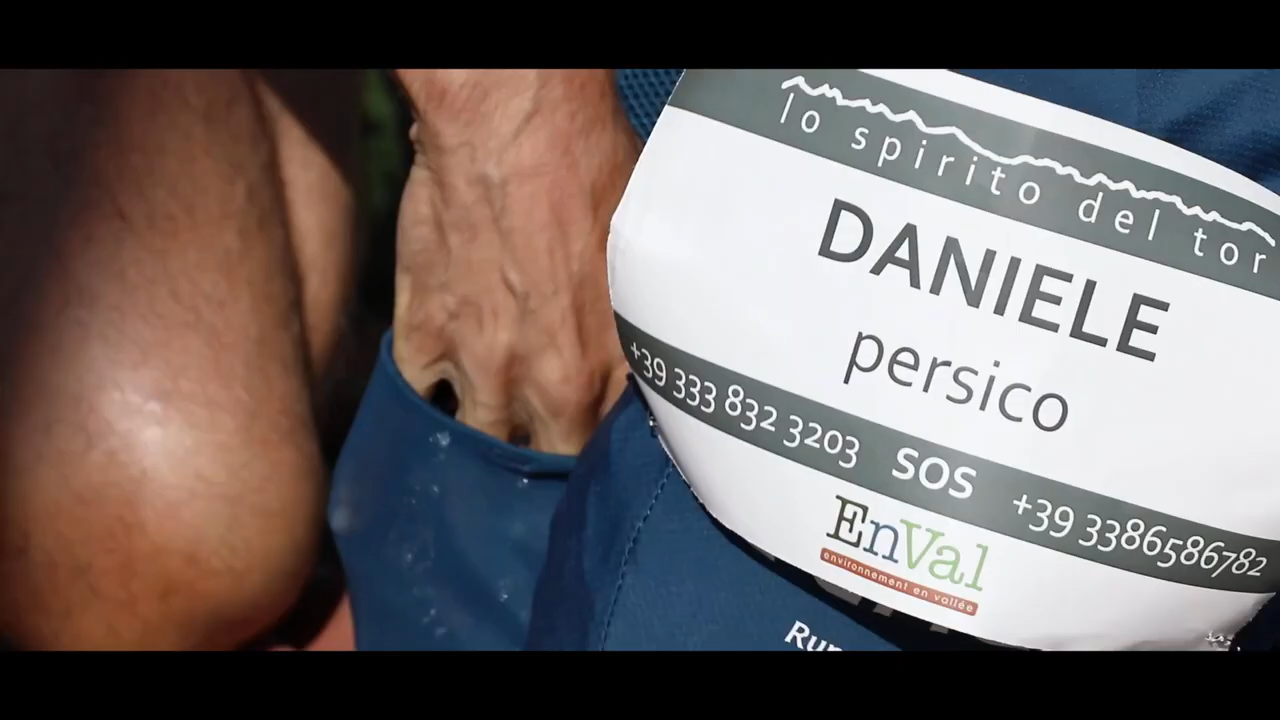 lo spirito del tor
DANIELE
persico
+39 333 832 3203 SOS +39 3386586782
EnVal
environnement en vallée